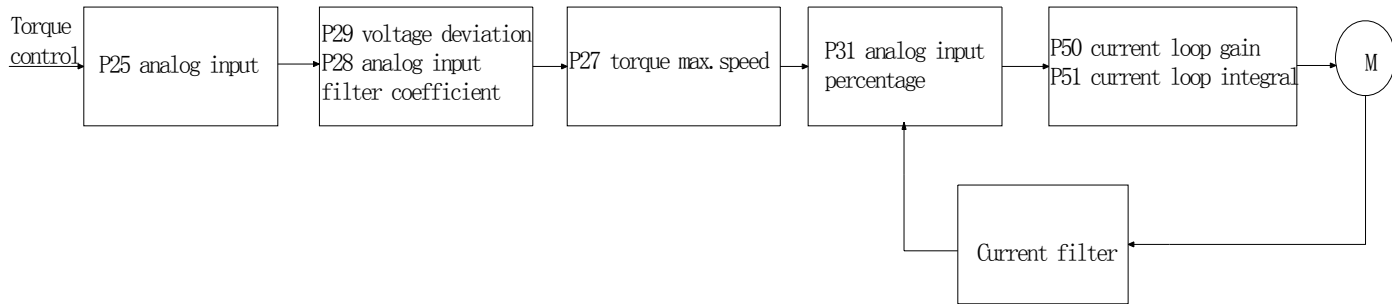 Torque
control
P25 analog input
P29 voltage deviation
P28 analog input
filter coefficient
P27 torque max.speed
P31 analog input
percentage
P50 current loop gain
P51 current loop integral
M
Current filter